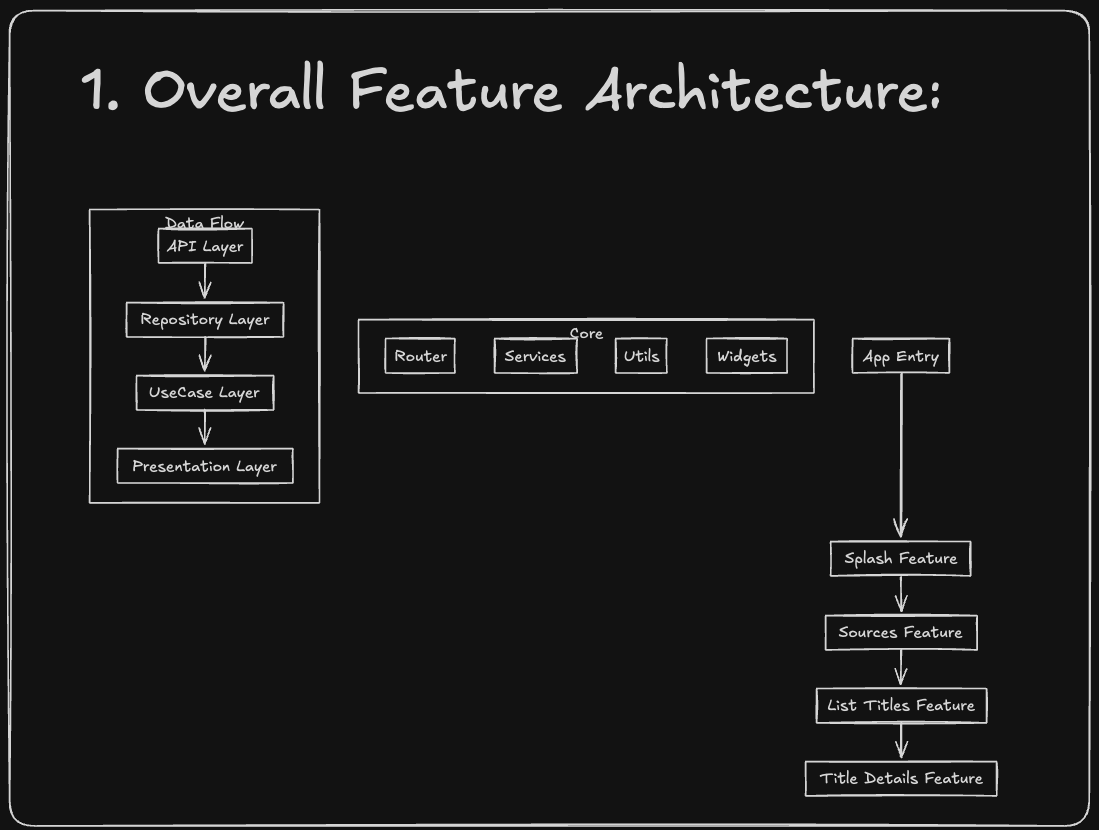 1. Overall Feature Architecture:
Data Flow
API Layer
Repository Layer
UseCase Layer
Presentation Layer
Core
Router
Services
Utils
Widgets
App Entry
Splash Feature
Sources Feature
List Titles Feature
Title Details Feature